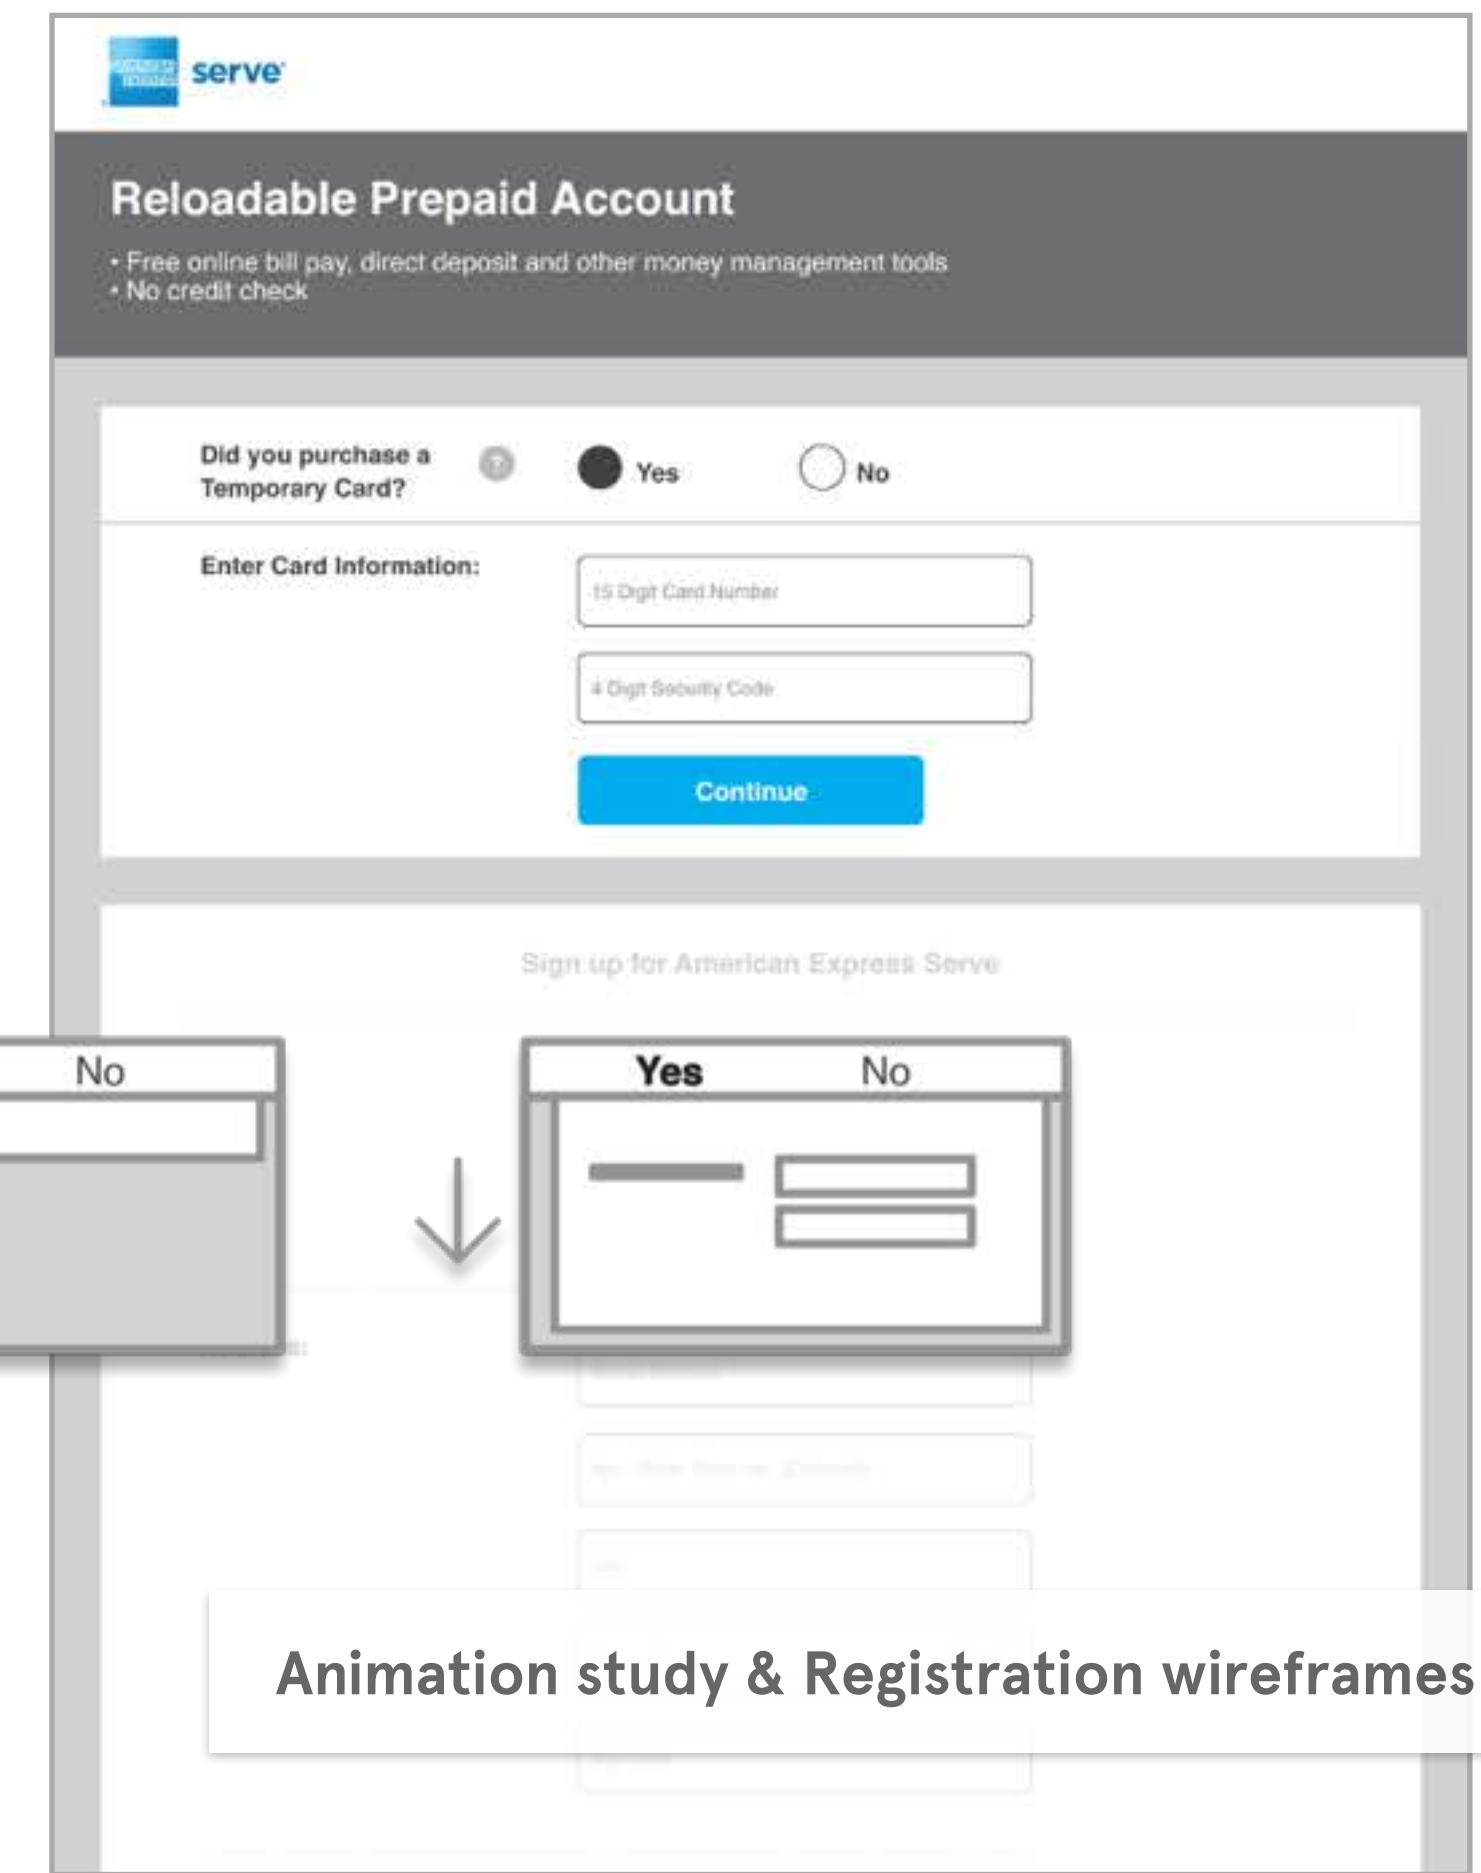 serve
Reloadable Prepaid Account
• Free online bill pay, direct deposit and other money management tools
• No credit check
Did you purchase a
Temporary Card?
?
Yes
No
Enter Card Information:
15 Digit Card Number
4 Digit Security Code
Continue
Sign up for American Express Serve
No
Yes
No
Animation study & Registration wireframes